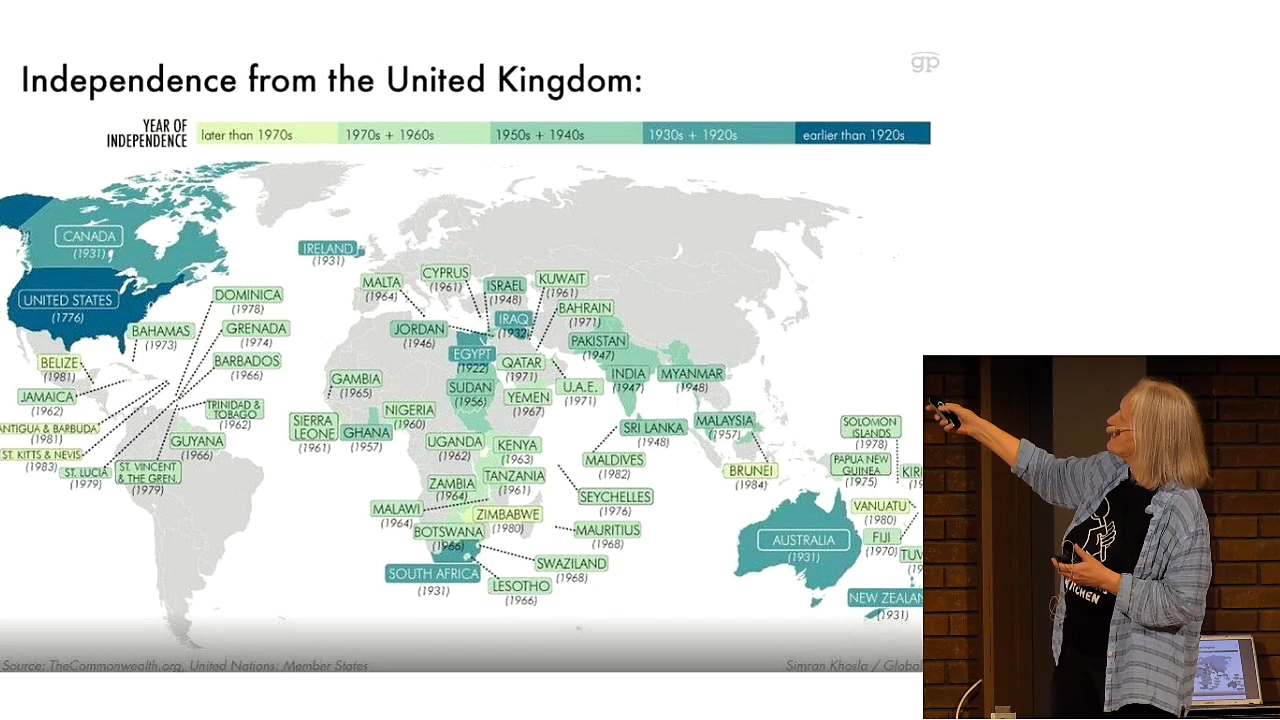 gp
Independence from the United Kingdom:
YEAR OF
INDEPENDENCE
later than 1970s
1970s + 1960s
1950s + 1940s
1930s + 1920s
earlier than 1920s
CANADA
(1931)
IRELAND
(1931)
UNITED STATES
(1776)
DOMINICA
(1978)
BAHAMAS
(1973)
GRENADA
(1974)
BELIZE
(1981)
BARBADOS
(1966)
JAMAICA
(1962)
TRINIDAD &
TOBAGO
(1962)
ANTIGUA & BARBUDA
(1981)
GUYANA
(1966)
ST. KITTS & NEVIS
(1983)
ST. LUCIA
(1979)
ST. VINCENT
& THE GREN.
(1979)
MALTA
(1964)
CYPRUS
(1961)
ISRAEL
(1948)
KUWAIT
(1961)
JORDAN
(1946)
IRAQ
(1932)
BAHRAIN
(1971)
PAKISTAN
(1947)
EGYPT
(1922)
QATAR
(1971)
GAMBIA
(1965)
SUDAN
(1956)
YEMEN
(1967)
U.A.E.
(1971)
INDIA
(1947)
MYANMAR
(1948)
SIERRA
LEONE
(1961)
GHANA
(1957)
NIGERIA
(1960)
UGANDA
(1962)
KENYA
(1963)
SRI LANKA
(1948)
MALAYSIA
(1957)
MALDIVES
(1982)
BRUNEI
(1984)
ZAMBIA
(1964)
TANZANIA
(1961)
SEYCHELLES
(1976)
MALAWI
(1964)
ZIMBABWE
(1980)
MAURITIUS
(1968)
BOTSWANA
(1966)
SWAZILAND
(1968)
SOUTH AFRICA
(1931)
LESOTHO
(1966)
SOLOMON
ISLANDS
(1978)
PAPUA NEW
GUINEA
(1975)
VANUATU
(1980)
FIJI
(1970)
AUSTRALIA
(1931)
NEW ZEALAN
(1931)
Source: TheCommonwealth.org, United Nations: Member States
Simran Khosla / Globa